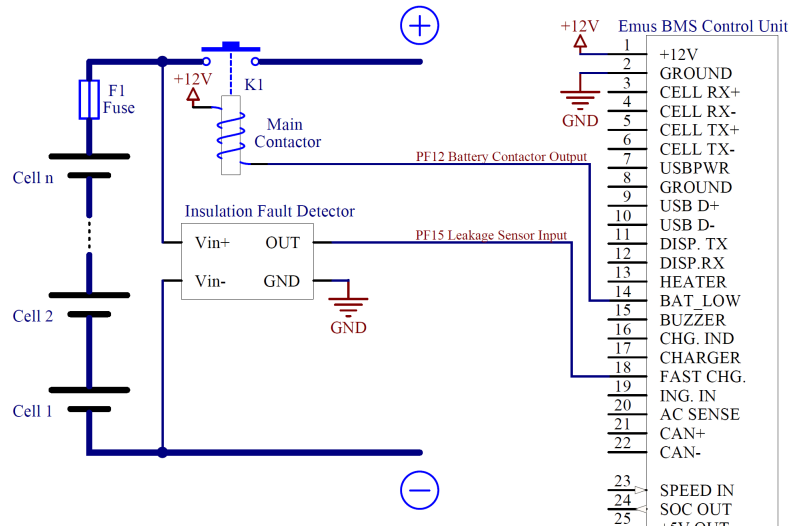 +12V
Emus BMS Control Unit
F1
Fuse
+12V
K1
Main
Contactor
Cell n
Cell 2
Cell 1
Insulation Fault Detector
Vin+
OUT
Vin-
GND
GND
PF12 Battery Contactor Output
PF15 Leakage Sensor Input
GND
1 +12V
2 GROUND
3 CELL RX+
4 CELL RX-
5 CELL TX+
6 CELL TX-
7 USBPWR
8 GROUND
9 USB D+
10 USB D-
11 DISP. TX
12 DISP.RX
13 HEATER
14 BAT_LOW
15 BUZZER
16 CHG. IND
17 CHARGER
18 FAST CHG.
19 ING. IN
20 AC SENSE
21 CAN+
22 CAN-
23 SPEED IN
24 SOC OUT
25 +5V OUT